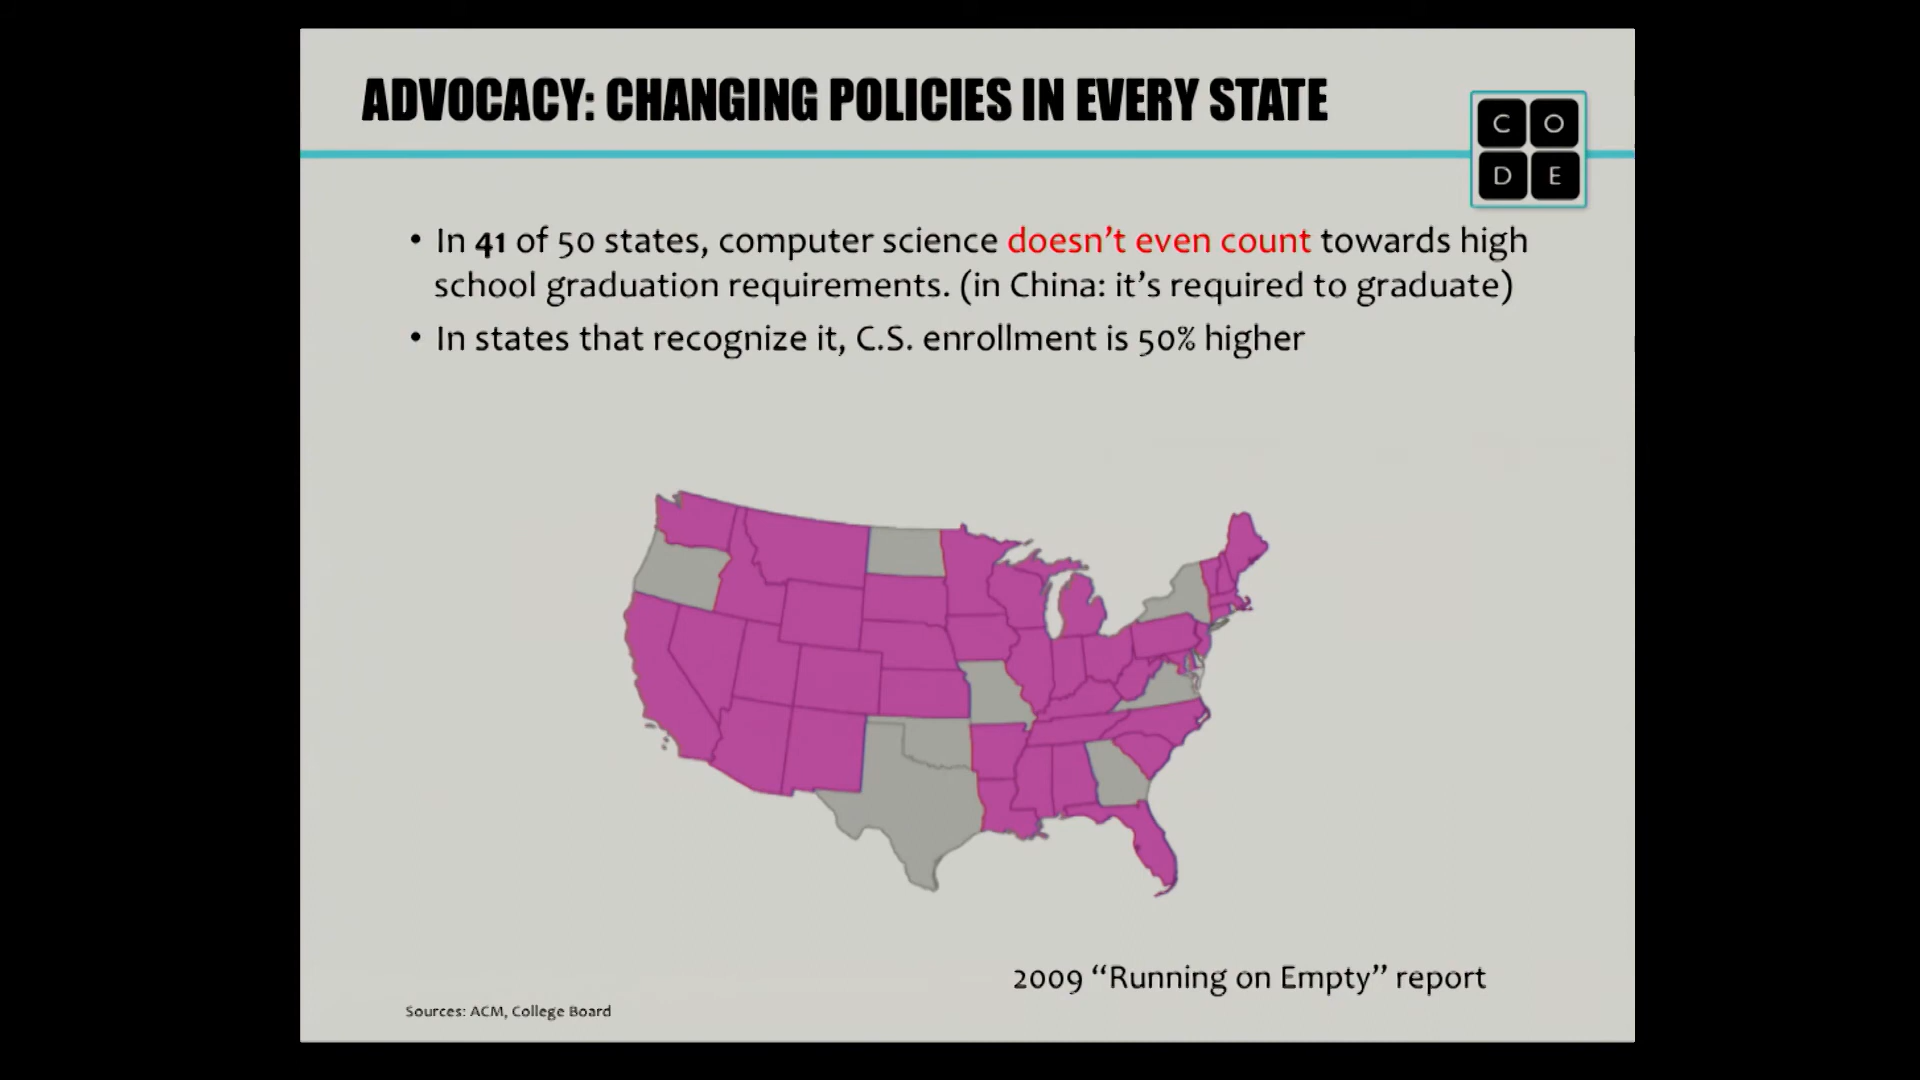 ADVOCACY: CHANGING POLICIES IN EVERY STATE
C O
D E
• In 41 of 50 states, computer science doesn't even count towards high
school graduation requirements. (in China: it's required to graduate)
• In states that recognize it, C.S. enrollment is 50% higher
2009 “Running on Empty” report
Sources: ACM, College Board